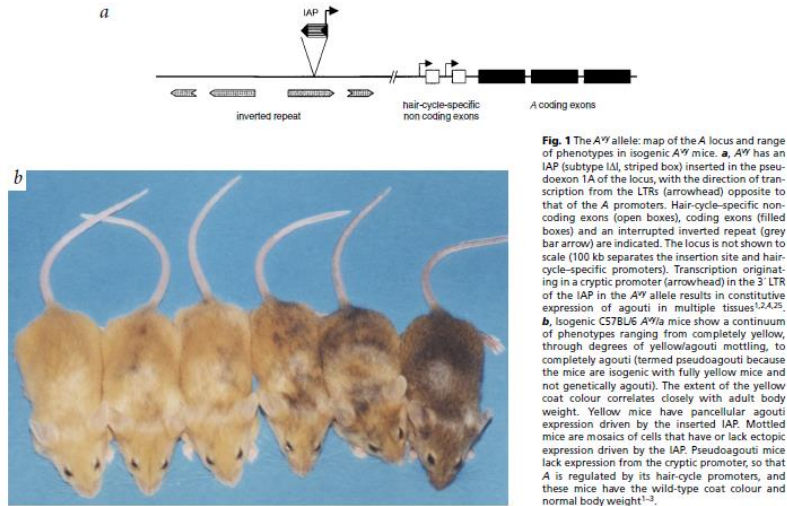 a
IAP
hair-cycle-specific
non coding exons
A coding exons
inverted repeat
b
Fig. 1 The Aᵛʸ allele: map of the A locus and range
of phenotypes in isogenic Aᵛʸ mice. a, Aᵛʸ has an
IAP (subtype IΔI, striped box) inserted in the pseu-
doexon 1A of the locus, with the direction of tran-
scription from the LTRs (arrowhead) opposite to
that of the A promoters. Hair-cycle–specific non-
coding exons (open boxes), coding exons (filled
boxes) and an interrupted inverted repeat (grey
bar arrow) are indicated. The locus is not shown to
scale (100 kb separates the insertion site and hair-
cycle–specific promoters). Transcription originat-
ing in a cryptic promoter (arrowhead) in the 3´ LTR
of the IAP in the Aᵛʸ allele results in constitutive
expression of agouti in multiple tissues¹,²,⁴,²⁵.
b, Isogenic C57BL/6 Aᵛʸ/a mice show a continuum
of phenotypes ranging from completely yellow,
through degrees of yellow/agouti mottling, to
completely agouti (termed pseudoagouti because
the mice are isogenic with fully yellow mice and
not genetically agouti). The extent of the yellow
coat colour correlates closely with adult body
weight. Yellow mice have pancellular agouti
expression driven by the inserted IAP. Mottled
mice are mosaics of cells that have or lack ectopic
expression driven by the IAP. Pseudoagouti mice
lack expression from the cryptic promoter, so that
A is regulated by its hair-cycle promoters, and
these mice have the wild-type coat colour and
normal body weight¹⁻³.